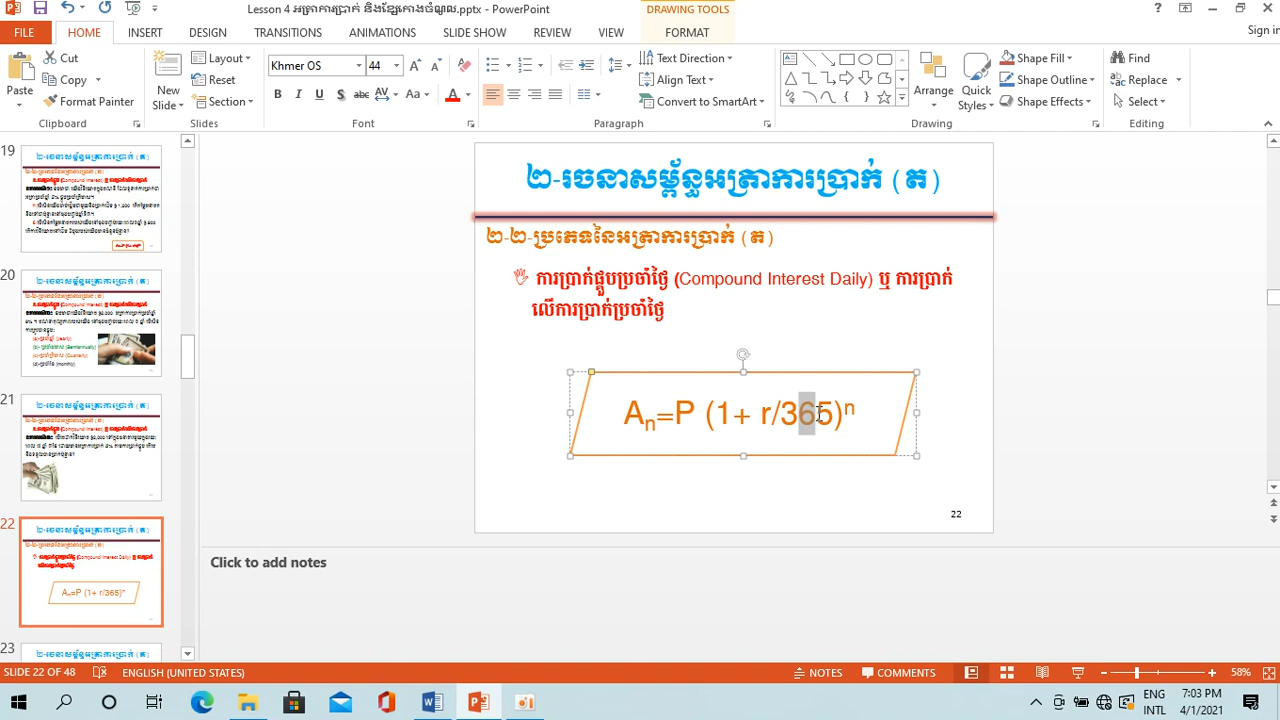 Lesson 4 អត្រាការប្រាក់ និងខ្សែកោងចំណូល.pptx - PowerPoint
DRAWING TOOLS
Sign in
FILE HOME INSERT DESIGN TRANSITIONS ANIMATIONS SLIDE SHOW REVIEW VIEW FORMAT
Paste
Cut
Copy
Format Painter
Clipboard
New Slide
Layout
Reset
Section
Slides
Khmer OS 44
B I U S abc AV Aa A
Font
Paragraph
Text Direction
Align Text
Convert to SmartArt
Arrange
Quick Styles
Shape Fill
Shape Outline
Shape Effects
Drawing
Find
Replace
Select
Editing
19
20
21
22
23
២-រចនាសម្ព័ន្ធអត្រាការប្រាក់ (ត)
២-២-ប្រភេទនៃអត្រាការប្រាក់ (ត)
ការប្រាក់ផ្គួបប្រចាំថ្ងៃ (Compound Interest Daily) ឬ ការប្រាក់
លើការប្រាក់ប្រចាំថ្ងៃ
Aₙ=P (1+ r/365)ⁿ
22
Click to add notes
SLIDE 22 OF 48 ENGLISH (UNITED STATES) NOTES COMMENTS 58%
ENG 7:03 PM
INTL 4/1/2021